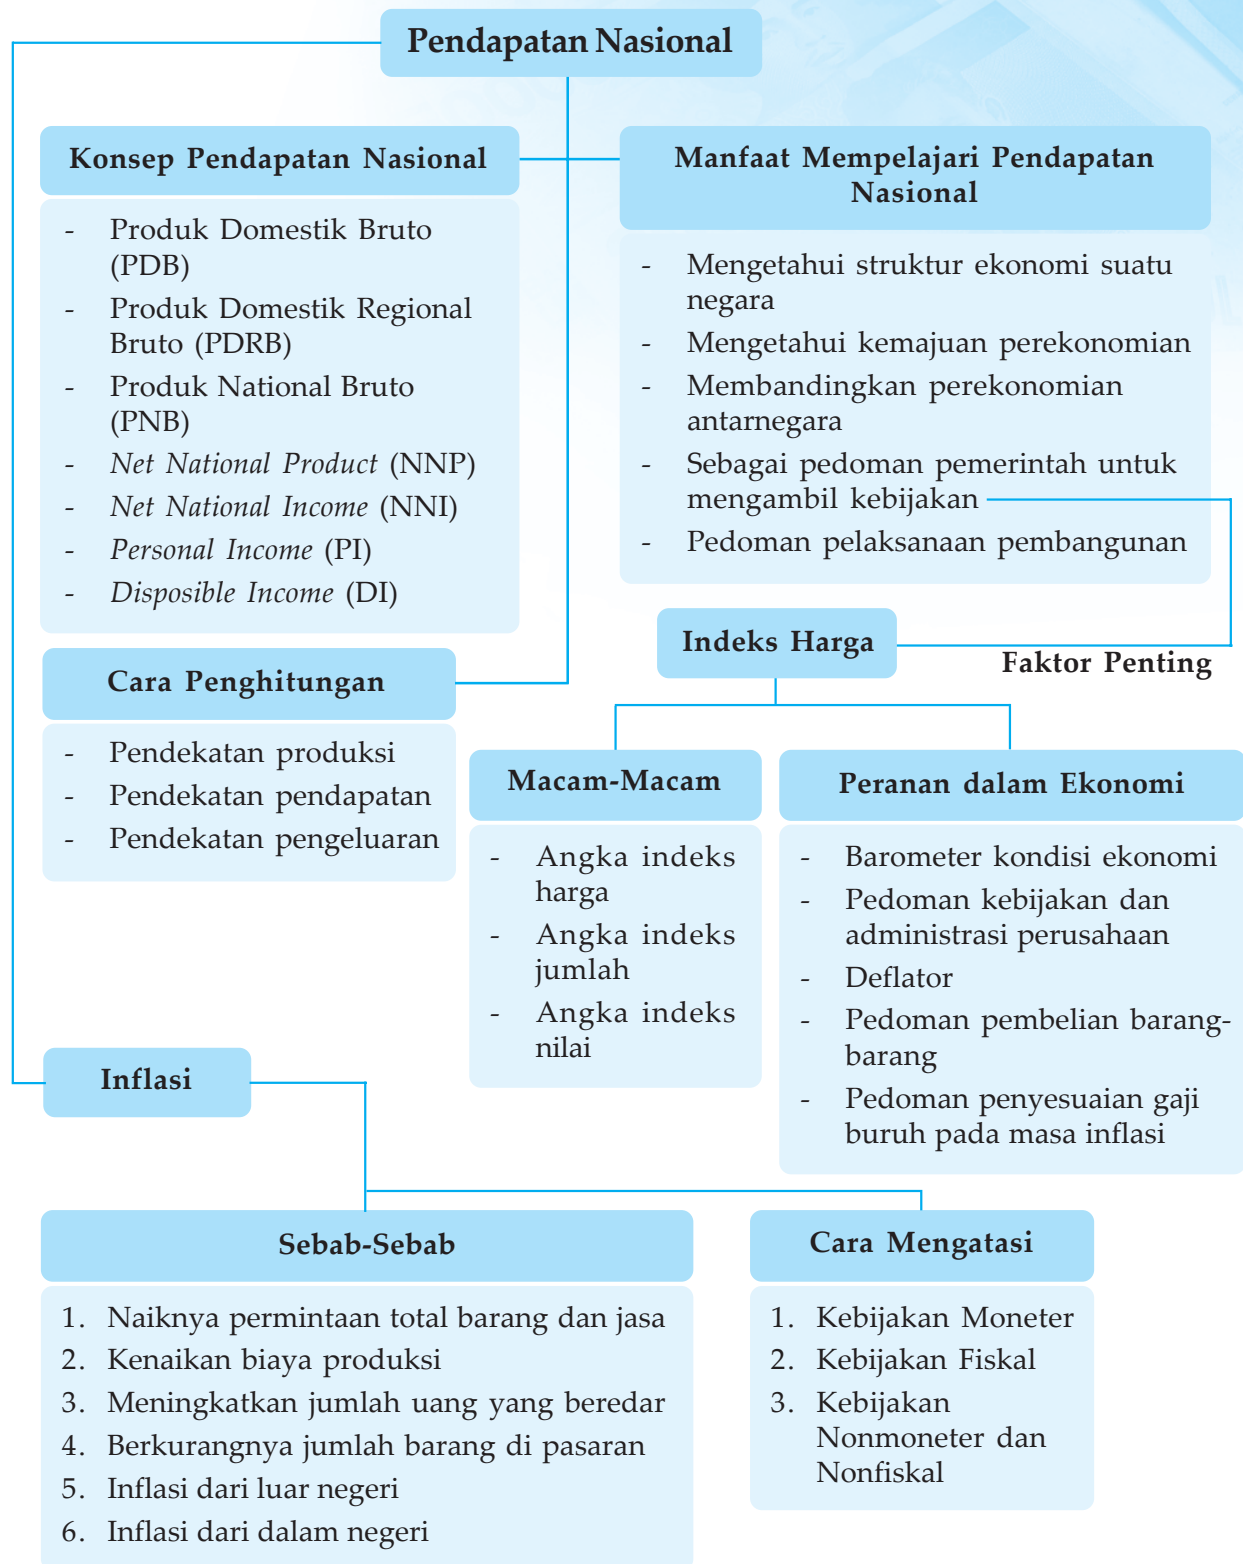 Pendapatan Nasional
Konsep Pendapatan Nasional
- Produk Domestik Bruto
(PDB)
- Produk Domestik Regional
Bruto (PDRB)
- Produk National Bruto
(PNB)
- Net National Product (NNP)
- Net National Income (NNI)
- Personal Income (PI)
- Disposible Income (DI)
Manfaat Mempelajari Pendapatan
Nasional
- Mengetahui struktur ekonomi suatu
negara
- Mengetahui kemajuan perekonomian
- Membandingkan perekonomian
antarnegara
- Sebagai pedoman pemerintah untuk
mengambil kebijakan
- Pedoman pelaksanaan pembangunan
Cara Penghitungan
- Pendekatan produksi
- Pendekatan pendapatan
- Pendekatan pengeluaran
Indeks Harga
Faktor Penting
Macam-Macam
- Angka indeks
harga
- Angka indeks
jumlah
- Angka indeks
nilai
Peranan dalam Ekonomi
- Barometer kondisi ekonomi
- Pedoman kebijakan dan
administrasi perusahaan
- Deflator
- Pedoman pembelian barang-
barang
- Pedoman penyesuaian gaji
buruh pada masa inflasi
Inflasi
Sebab-Sebab
1. Naiknya permintaan total barang dan jasa
2. Kenaikan biaya produksi
3. Meningkatkan jumlah uang yang beredar
4. Berkurangnya jumlah barang di pasaran
5. Inflasi dari luar negeri
6. Inflasi dari dalam negeri
Cara Mengatasi
1. Kebijakan Moneter
2. Kebijakan Fiskal
3. Kebijakan
Nonmoneter dan
Nonfiskal